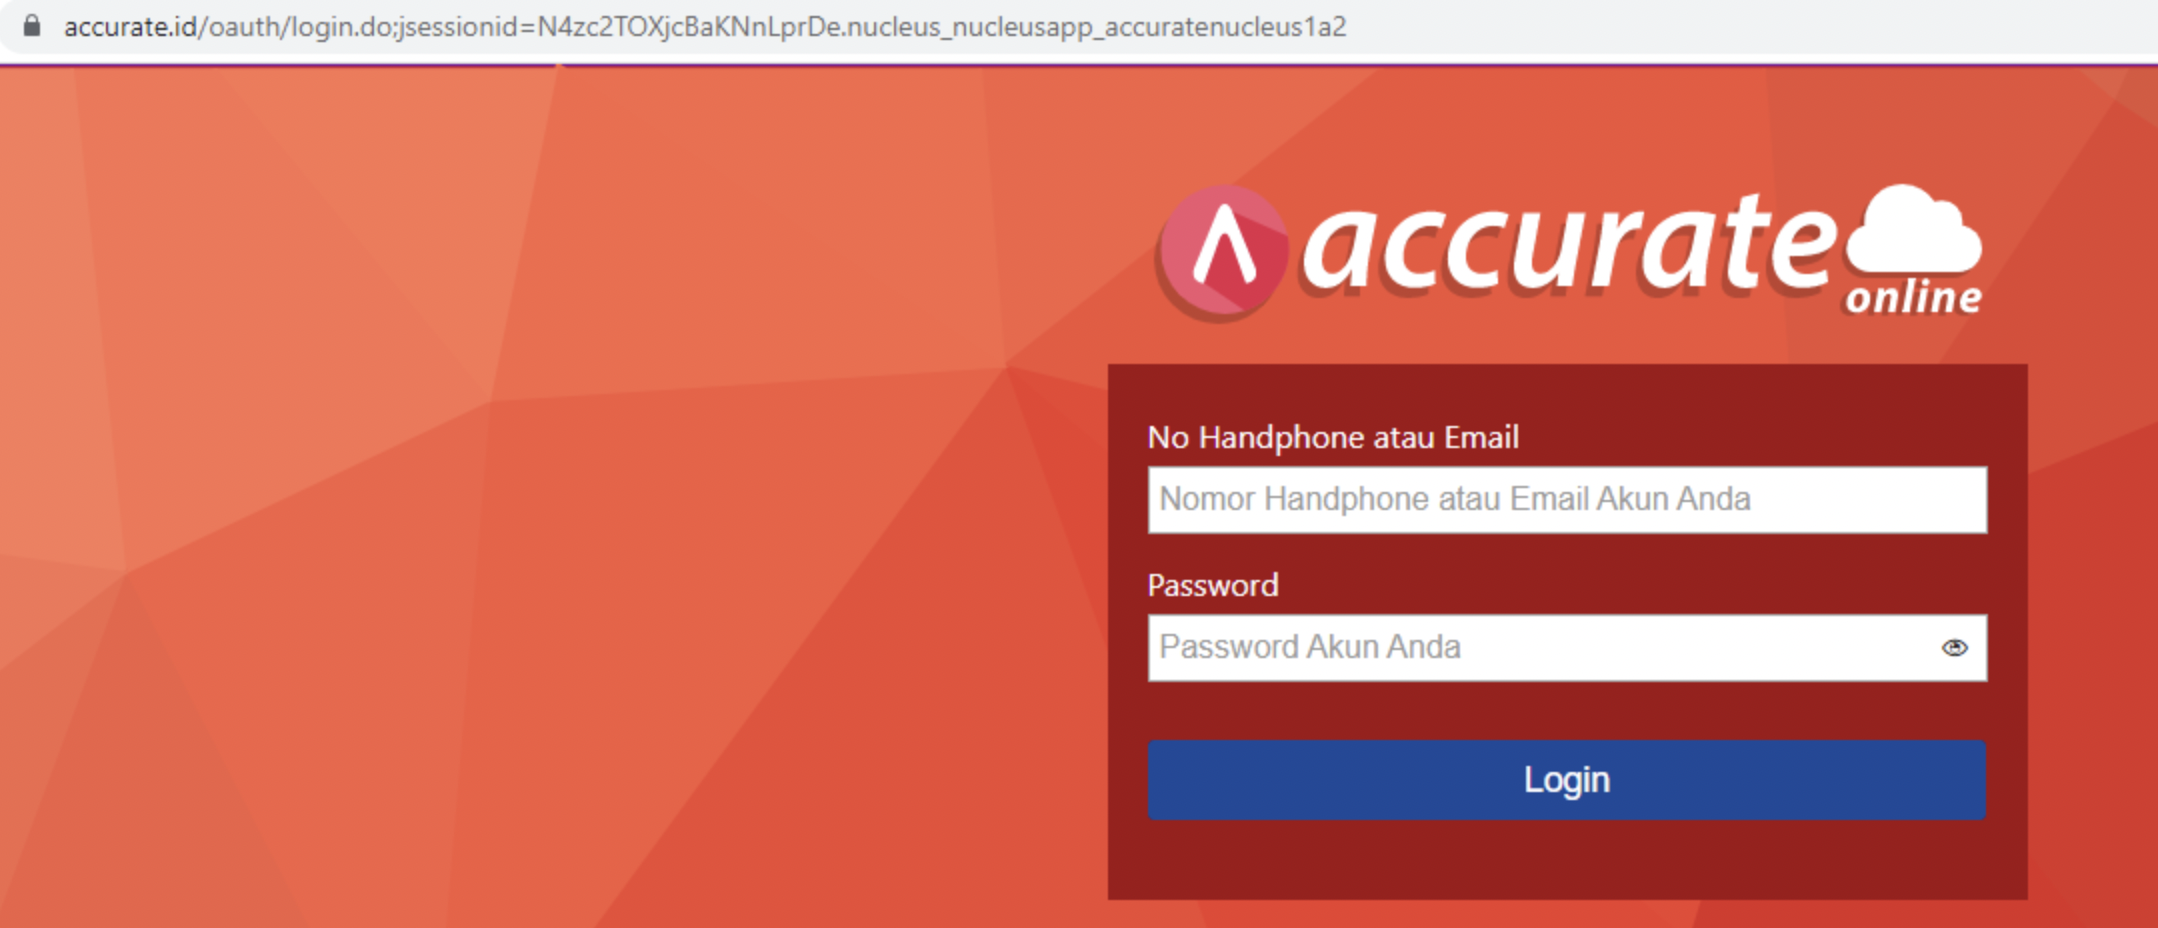 accurate.id/oauth/login.do;jsessionid=N4zc2TOXjcBaKNnLprDe.nucleus_nucleusapp_accuratenucleus1a2
accurate
online
No Handphone atau Email
Nomor Handphone atau Email Akun Anda
Password
Password Akun Anda
Login